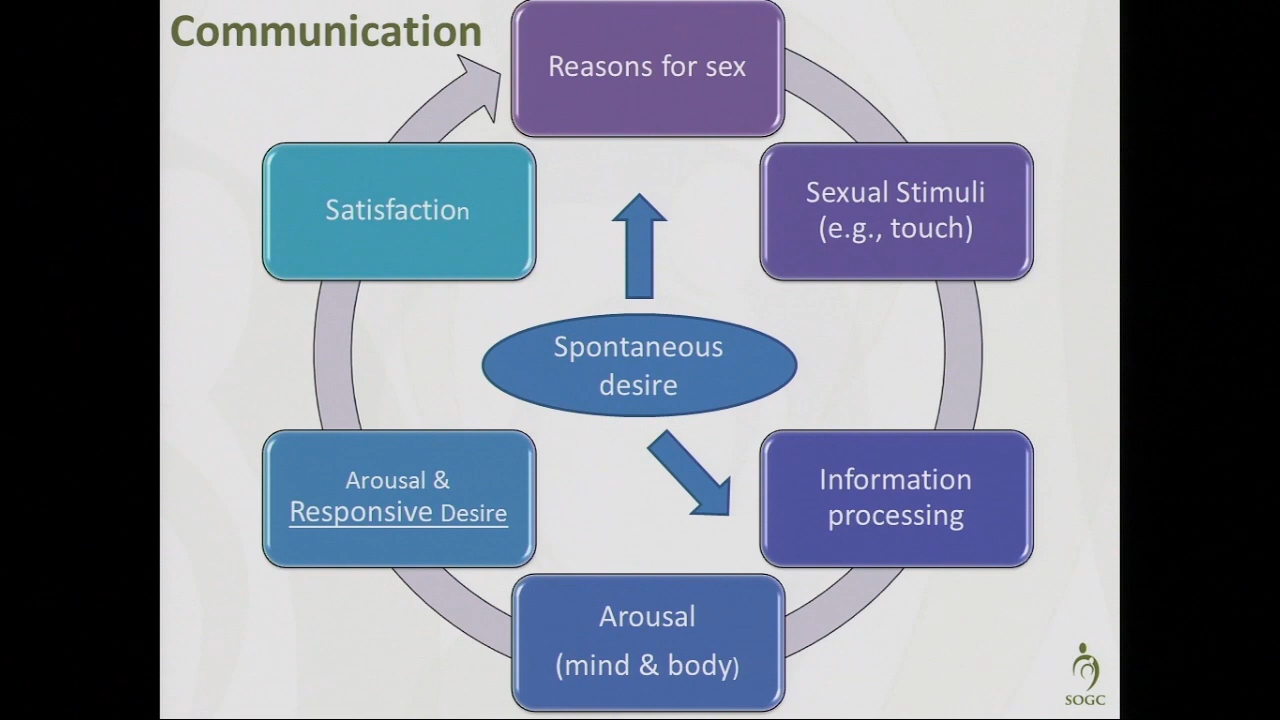 Communication
Reasons for sex
Sexual Stimuli
(e.g., touch)
Information
processing
Arousal
(mind & body)
Arousal &
Responsive Desire
Satisfaction
Spontaneous
desire
SOGC